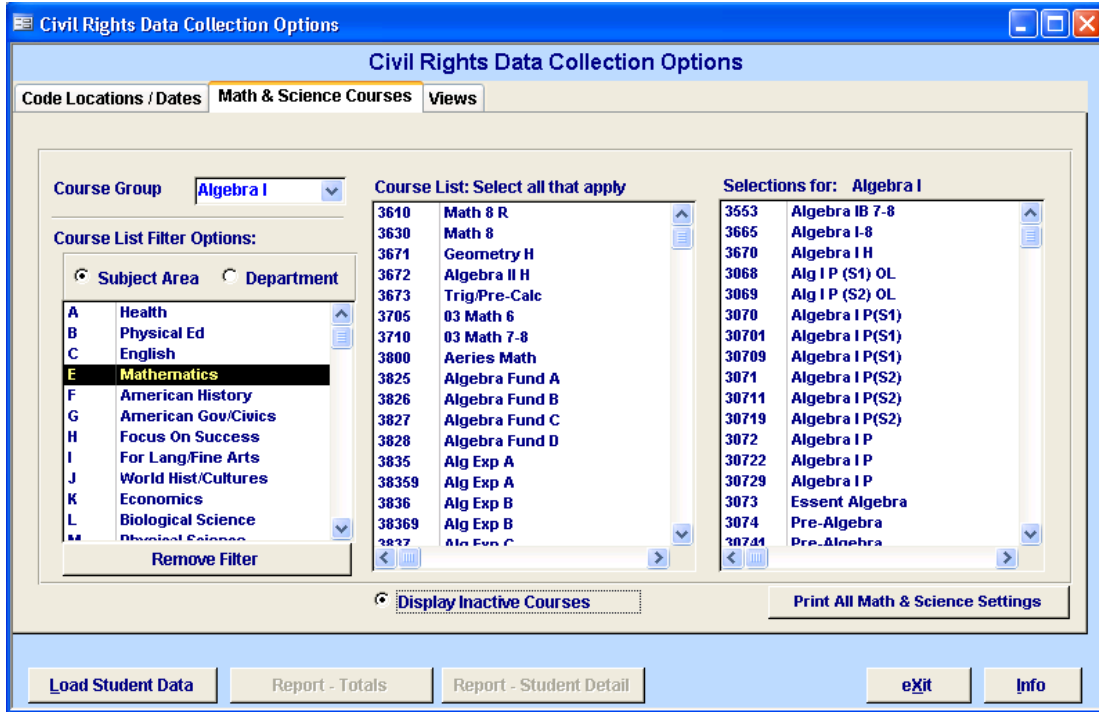 Civil Rights Data Collection Options
Civil Rights Data Collection Options
Code Locations / Dates Math & Science Courses Views
Course Group Algebra I
Course List Filter Options:
Subject Area Department
A Health
B Physical Ed
C English
E Mathematics
F American History
G American Gov/Civics
H Focus On Success
I For Lang/Fine Arts
J World Hist/Cultures
K Economics
L Biological Science
M Physical Science
Remove Filter
Course List: Select all that apply
3610 Math 8 R
3630 Math 8
3671 Geometry H
3672 Algebra II H
3673 Trig/Pre-Calc
3705 03 Math 6
3710 03 Math 7-8
3800 Aeries Math
3825 Algebra Fund A
3826 Algebra Fund B
3827 Algebra Fund C
3828 Algebra Fund D
3835 Alg Exp A
38359 Alg Exp A
3836 Alg Exp B
38369 Alg Exp B
3837 Alg Exp C
Selections for: Algebra I
3553 Algebra IB 7-8
3665 Algebra I-8
3670 Algebra I H
3068 Alg I P (S1) OL
3069 Alg I P (S2) OL
3070 Algebra I P(S1)
30701 Algebra I P(S1)
30709 Algebra I P(S1)
3071 Algebra I P(S2)
30711 Algebra I P(S2)
30719 Algebra I P(S2)
3072 Algebra I P
30722 Algebra I P
30729 Algebra I P
3073 Essent Algebra
3074 Pre-Algebra
30741 Pre-Algebra
Display Inactive Courses
Print All Math & Science Settings
Load Student Data Report - Totals Report - Student Detail eXit Info